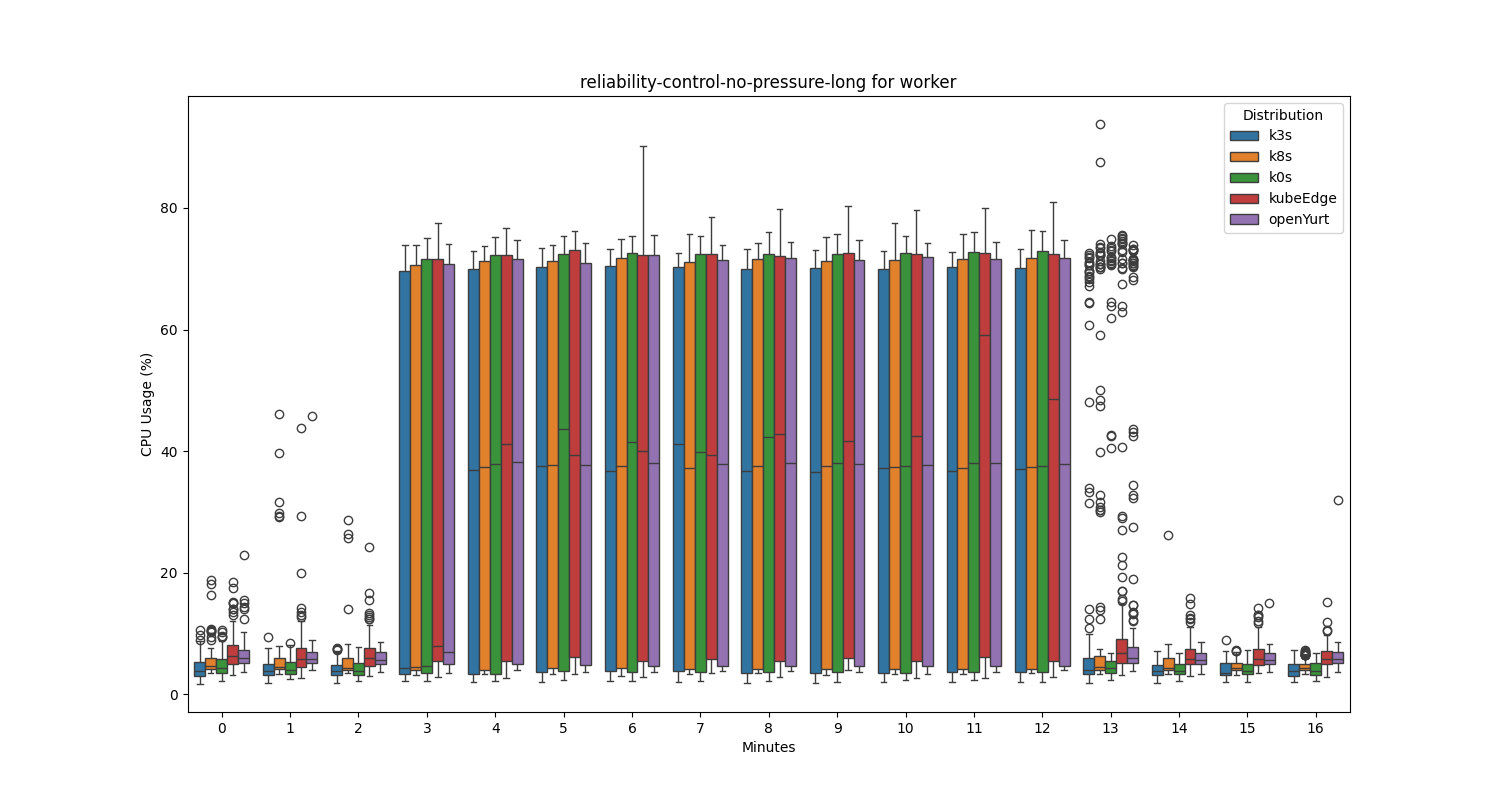 reliability-control-no-pressure-long for worker
Distribution
k3s
k8s
k0s
kubeEdge
openYurt
CPU Usage (%)
80
60
40
20
0
0 1 2 3 4 5 6 7 8 9 10 11 12 13 14 15 16
Minutes